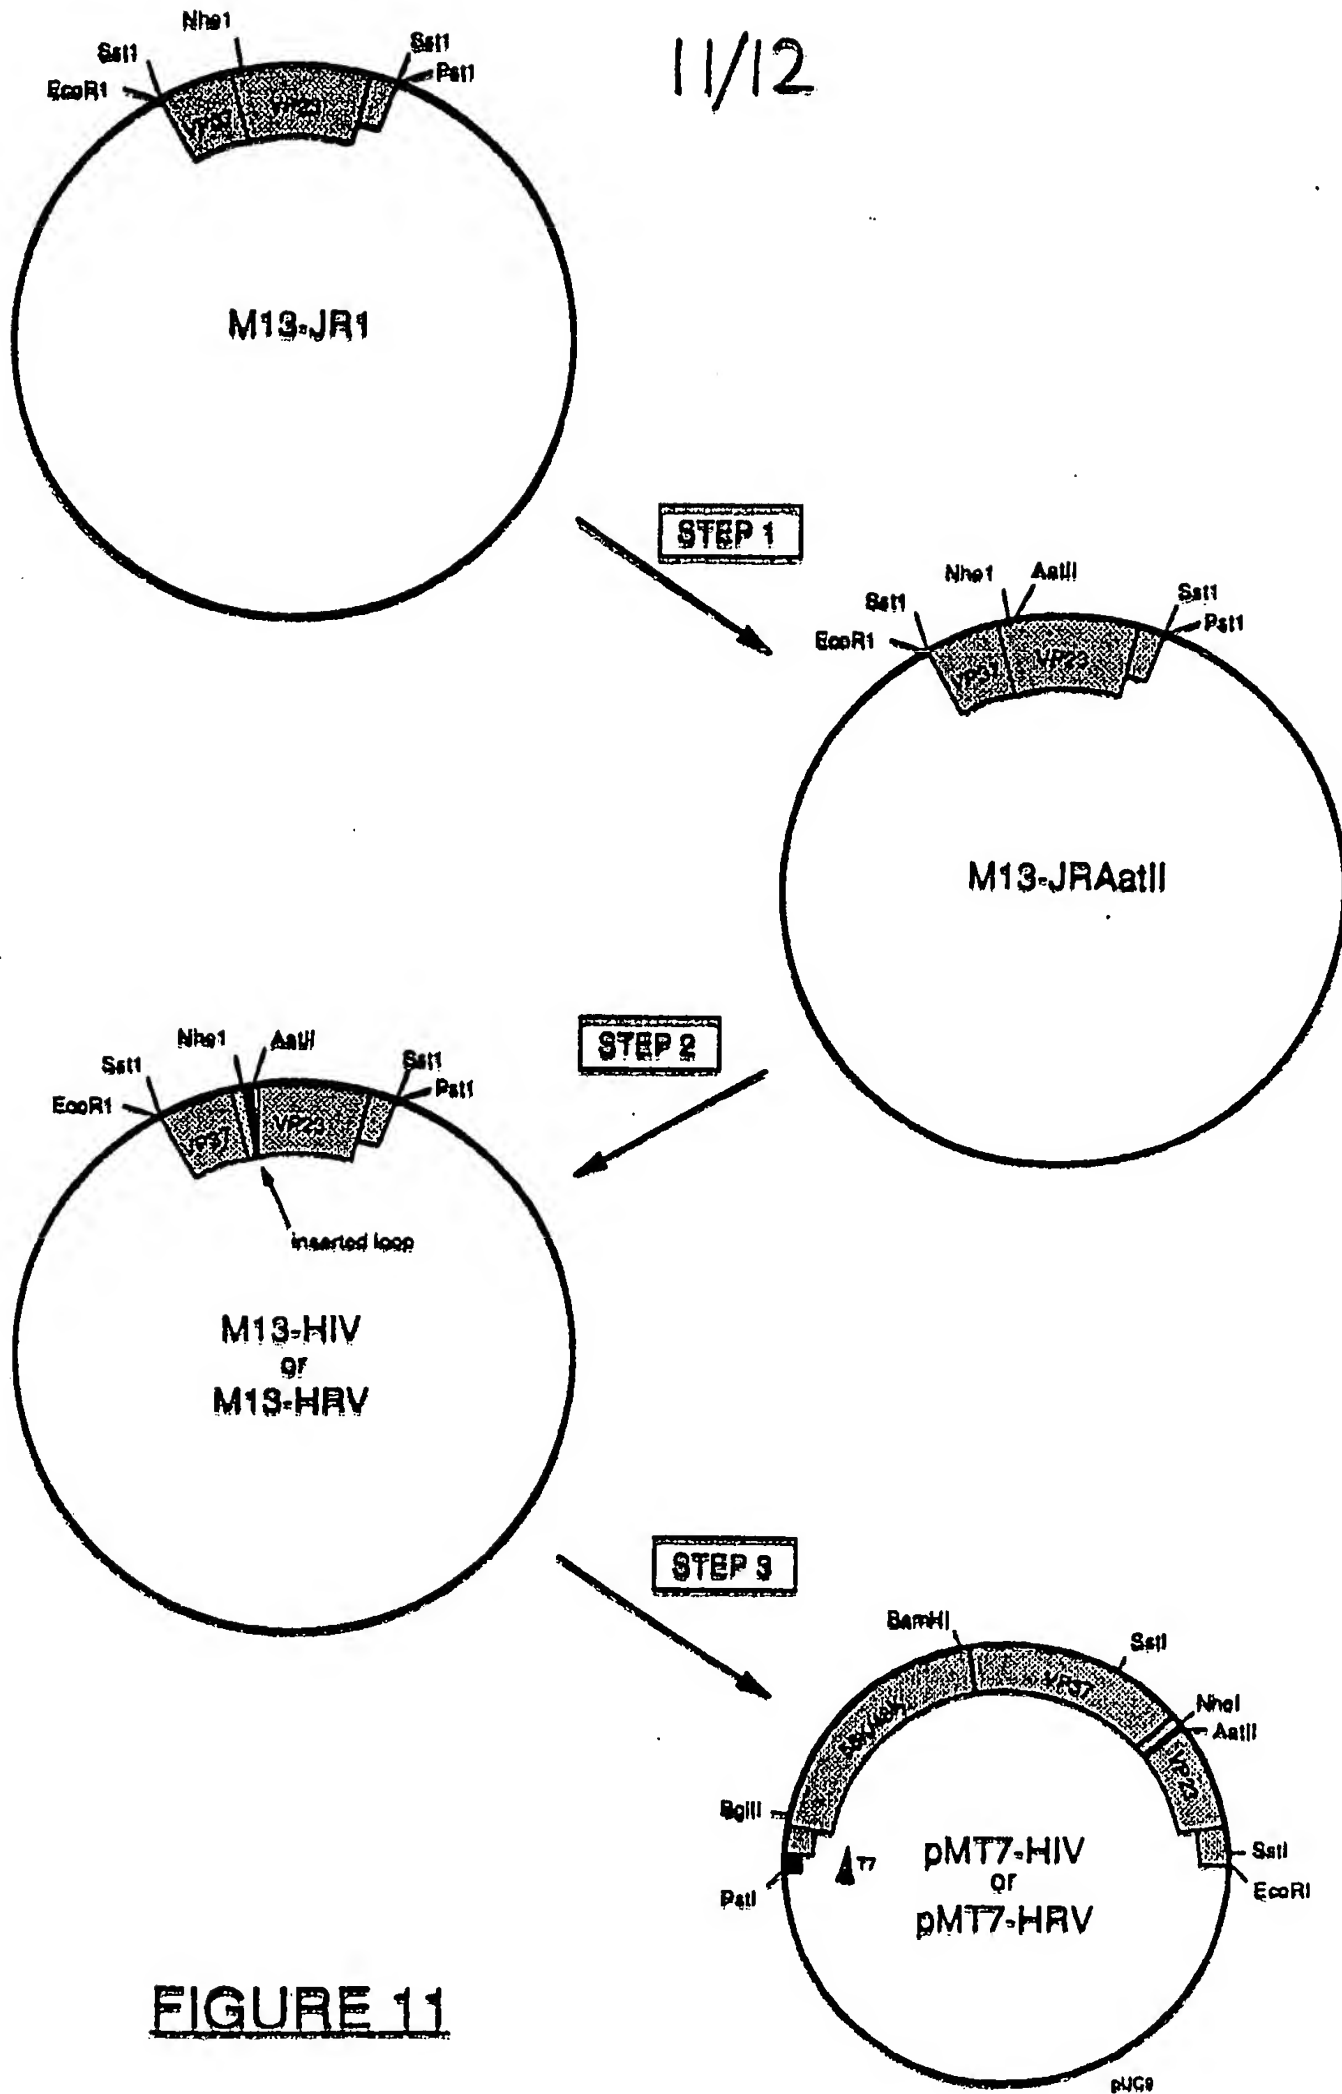 11/12
Nhe1
Sst1
EcoR1
Sst1
Pst1
VP37
VP23
M13-JR1
STEP 1
Nhe1
AatII
Sst1
EcoR1
Sst1
Pst1
VP37
VP23
M13-JRAatII
STEP 2
Nhe1
AatII
Sst1
EcoR1
Sst1
Pst1
VP37
VP23
inserted loop
M13-HIV
or
M13-HRV
STEP 3
BamHI
SstI
VP37
NheI
AatII
VP23
BglII
T7
pMT7-HIV
or
pMT7-HRV
SstI
EcoRI
PstI
pUC9
FIGURE 11